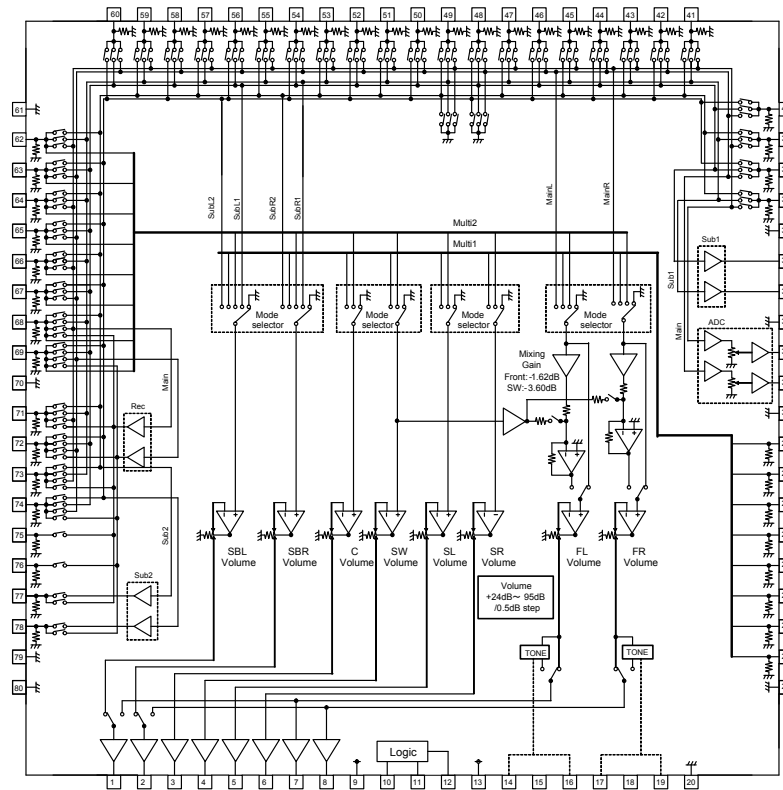 60 59 58 57 56 55 54 53 52 51 50 49 48 47 46 45 44 43 42 41
61
62
63
64
65
66
67
68
69
70
71
72
73
74
75
76
77
78
79
80
SubL2
SubL1
SubR2
SubR1
MainL
MainR
Multi2
Multi1
Sub1
Sub1
Main
ADC
Mode
selector
Mode
selector
Mode
selector
Mode
selector
Mixing
Gain
Front:-1.62dB
SW:-3.60dB
Main
Rec
Sub2
Sub2
SBL
Volume
SBR
Volume
C
Volume
SW
Volume
SL
Volume
SR
Volume
FL
Volume
FR
Volume
Volume
+24dB~ 95dB
/0.5dB step
TONE
TONE
Logic
1 2 3 4 5 6 7 8 9 10 11 12 13 14 15 16 17 18 19 20